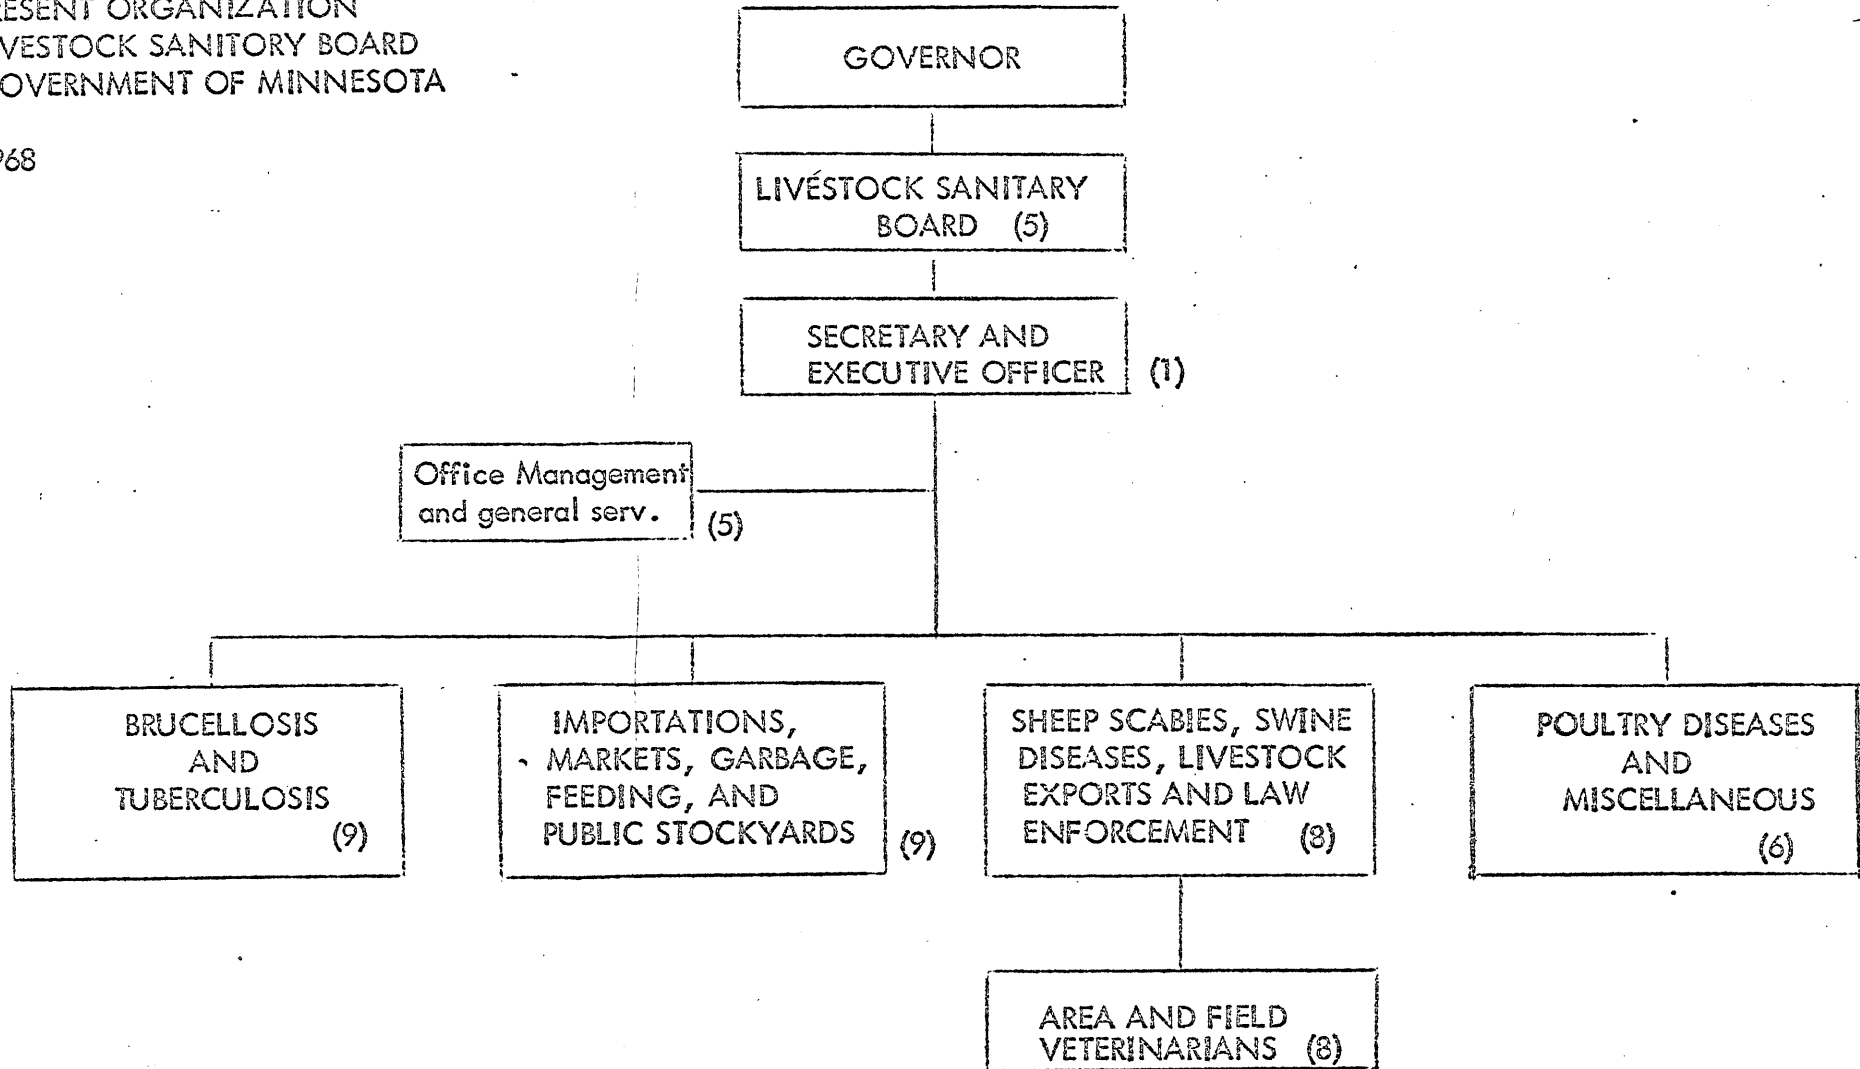 RESENT ORGANIZATION
VESTOCK SANITORY BOARD
OVERNMENT OF MINNESOTA
968
GOVERNOR
LIVESTOCK SANITARY
BOARD (5)
SECRETARY AND
EXECUTIVE OFFICER (1)
Office Management
and general serv. (5)
BRUCELLOSIS
AND
TUBERCULOSIS
(9)
IMPORTATIONS,
MARKETS, GARBAGE,
FEEDING, AND
PUBLIC STOCKYARDS (9)
SHEEP SCABIES, SWINE
DISEASES, LIVESTOCK
EXPORTS AND LAW
ENFORCEMENT (8)
POULTRY DISEASES
AND
MISCELLANEOUS
(6)
AREA AND FIELD
VETERINARIANS (8)